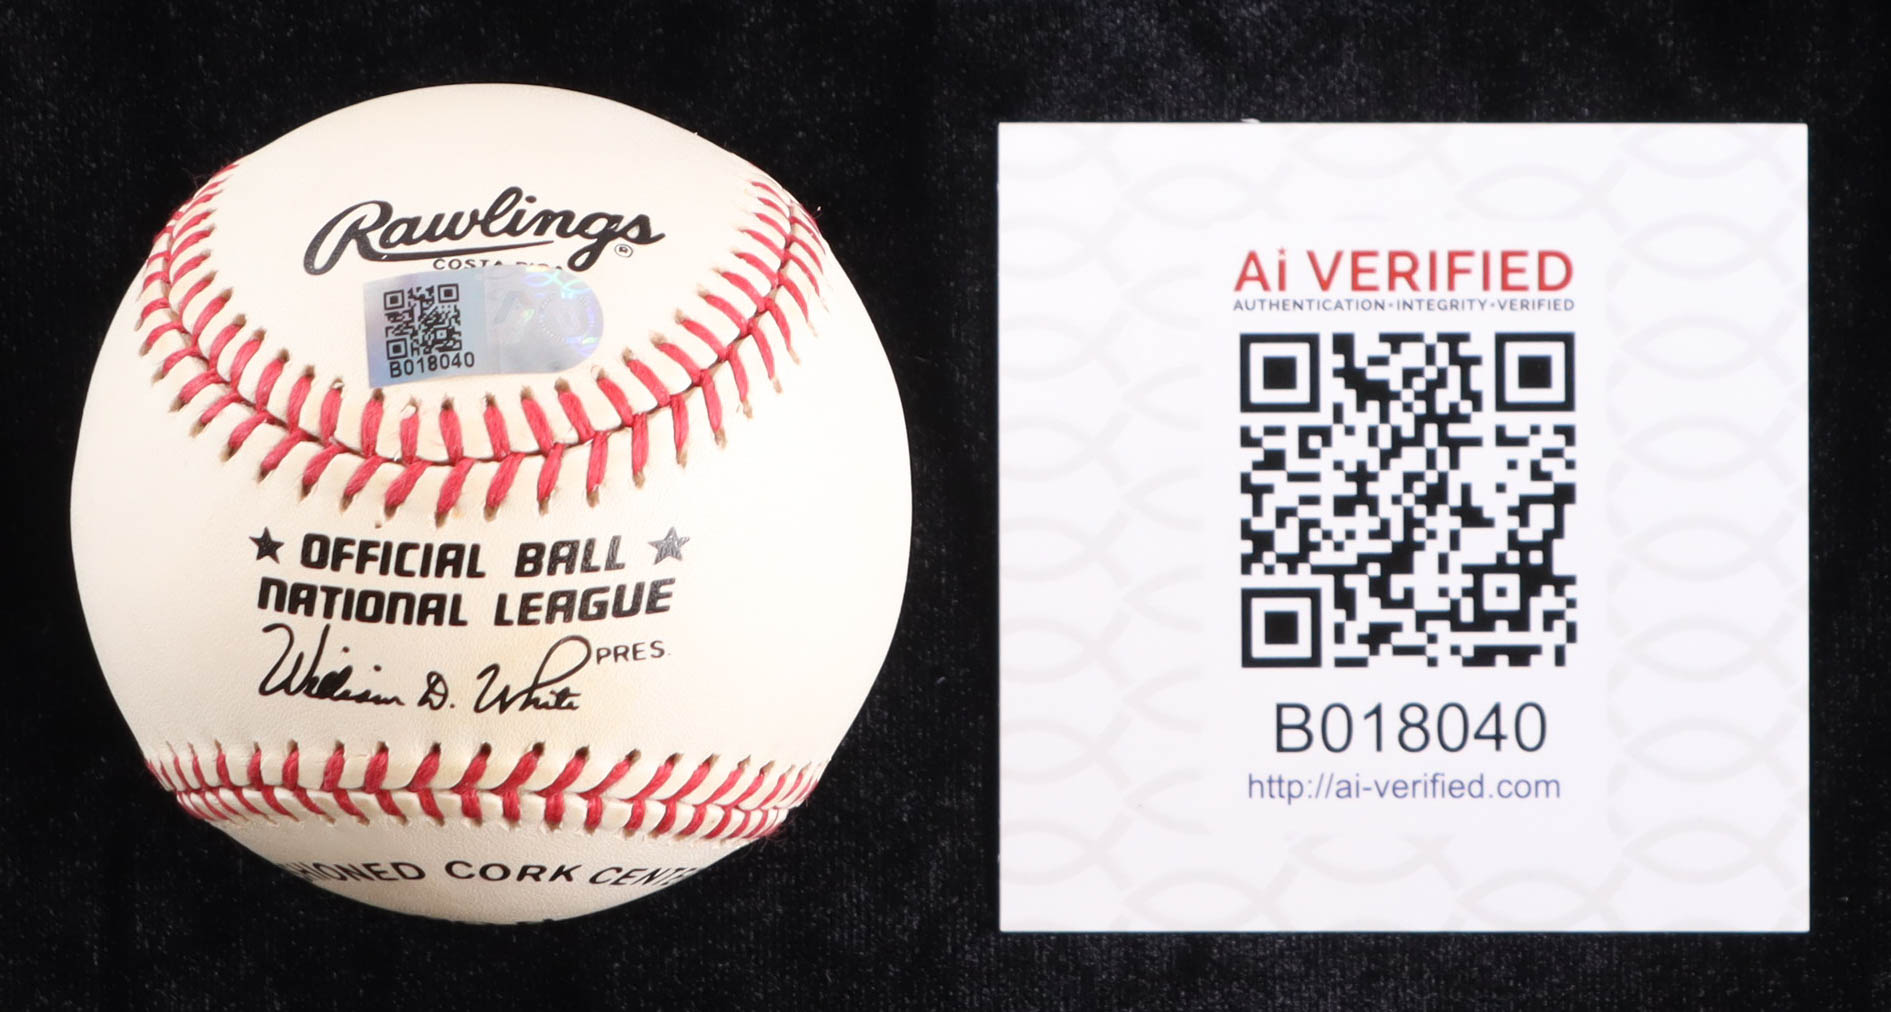 Rawlings ®
COSTA
B018040
★ OFFICIAL BALL ★
NATIONAL LEAGUE
William D. White PRES.
CORK
Ai VERIFIED
AUTHENTICATION•INTEGRITY•VERIFIED
B018040
http://ai-verified.com